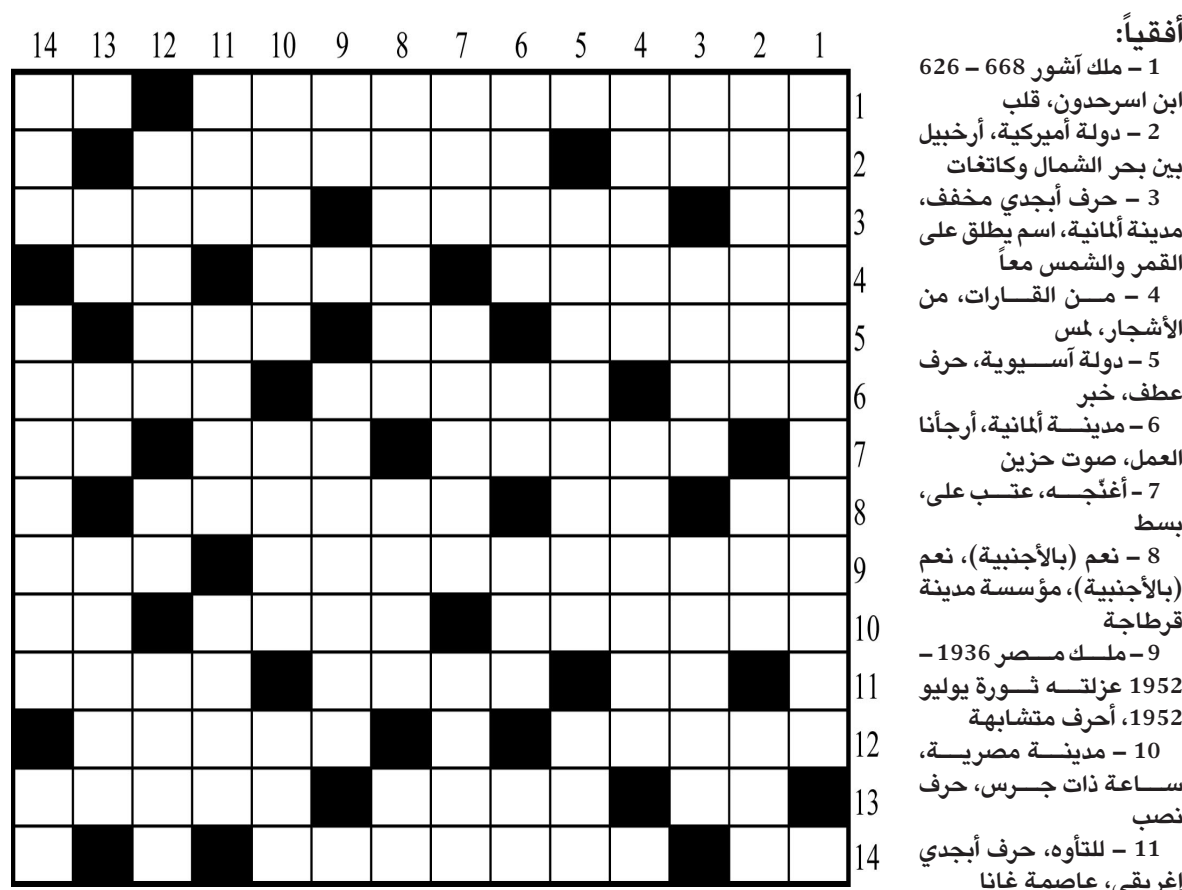 أفقياً:
1 – ملك آشور 668 – 626
ابن اسرحدون، قلب
2 – دولة أميركية، أرخبيل
بين بحر الشمال وكاتغات
3 – حرف أبجدي مخفف،
مدينة ألمانية، اسم يطلق على
القمر والشمس معاً
4 – من القارات، من
الأشجار، لمس
5 – دولة آسيوية، حرف
عطف، خبر
6 – مدينة ألمانية، أرجأنا
العمل، صوت حزين
7 - أغنّجه، عتب على،
بسط
8 – نعم (بالأجنبية)، نعم
(بالأجنبية)، مؤسسة مدينة
قرطاجة
9 – ملك مصر 1936 –
1952 عزلته ثورة يوليو
1952، أحرف متشابهة
10 – مدينة مصرية،
ساعة ذات جرس، حرف
نصب
11 – للتأوه، حرف أبجدي
إغريقي، عاصمة غانا
14 13 12 11 10 9 8 7 6 5 4 3 2 1
1
2
3
4
5
6
7
8
9
10
11
12
13
14